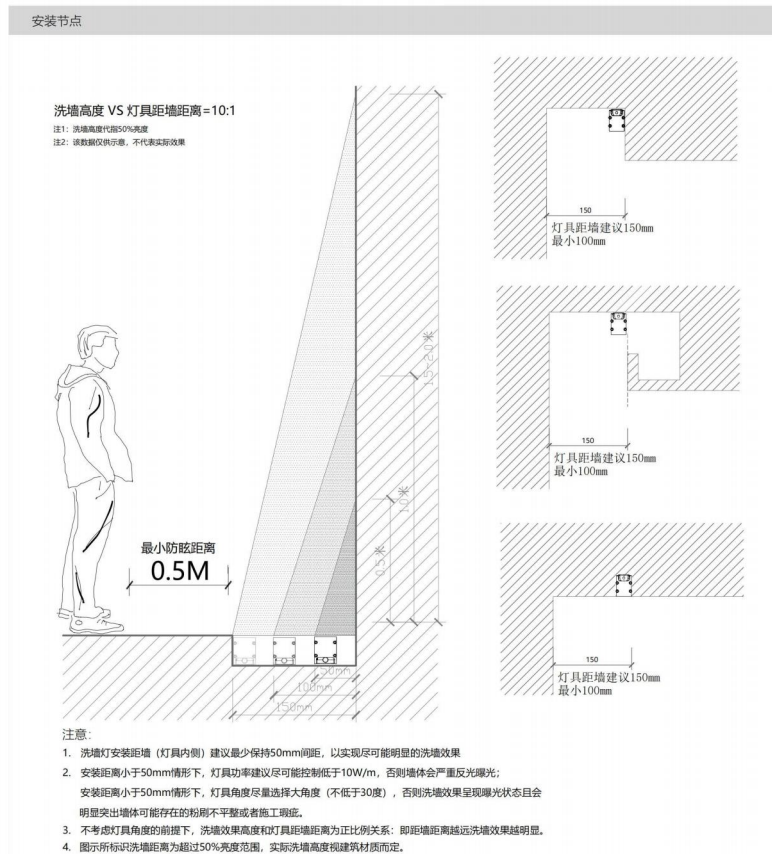 安装节点
洗墙高度 VS 灯具距墙距离=10:1
注1：洗墙高度代指50%亮度
注2：该数据仅供示意，不代表实际效果
150
灯具距墙建议150mm
最小100mm
1.5-2.0米
150
灯具距墙建议150mm
最小100mm
1.0米
最小防眩距离
0.5M
0.5米
150
灯具距墙建议150mm
最小100mm
50mm
100mm
150mm
注意：
1. 洗墙灯安装距墙（灯具内侧）建议最少保持50mm间距，以实现尽可能明显的洗墙效果
2. 安装距离小于50mm情形下，灯具功率建议尽可能控制低于10W/m，否则墙体会严重反光曝光；
安装距离小于50mm情形下，灯具角度尽量选择大角度（不低于30度），否则洗墙效果呈现曝光状态且会
明显突出墙体可能存在的粉刷不平整或者施工瑕疵。
3. 不考虑灯具角度的前提下，洗墙效果高度和灯具距墙距离为正比例关系：即距墙距离越远洗墙效果越明显。
4. 图示所标识洗墙距离为超过50%亮度范围，实际洗墙高度视建筑材质而定。